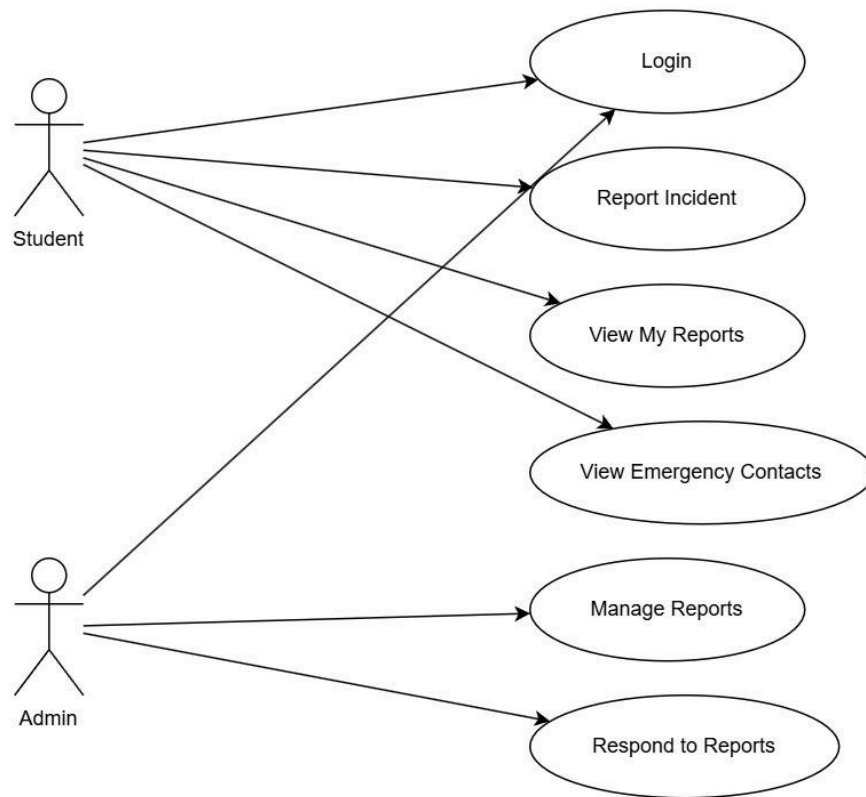 Login
Report Incident
Student
View My Reports
View Emergency Contacts
Manage Reports
Admin
Respond to Reports